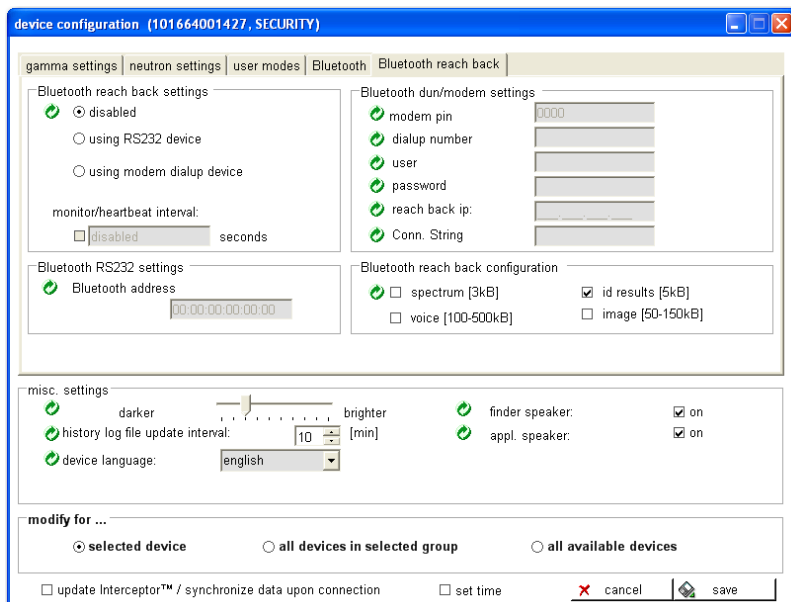 device configuration (101664001427, SECURITY)
gamma settings neutron settings user modes Bluetooth Bluetooth reach back
Bluetooth reach back settings
disabled
using RS232 device
using modem dialup device
monitor/heartbeat interval:
disabled seconds
Bluetooth dun/modem settings
modem pin 0000
dialup number
user
password
reach back ip: ___.___.___.___
Conn. String
Bluetooth RS232 settings
Bluetooth address
00:00:00:00:00:00
Bluetooth reach back configuration
spectrum [3kB] id results [5kB]
voice [100-500kB] image [50-150kB]
misc. settings
darker brighter finder speaker: on
history log file update interval: 10 [min] appl. speaker: on
device language: english
modify for ...
selected device all devices in selected group all available devices
update Interceptor™ / synchronize data upon connection set time cancel save